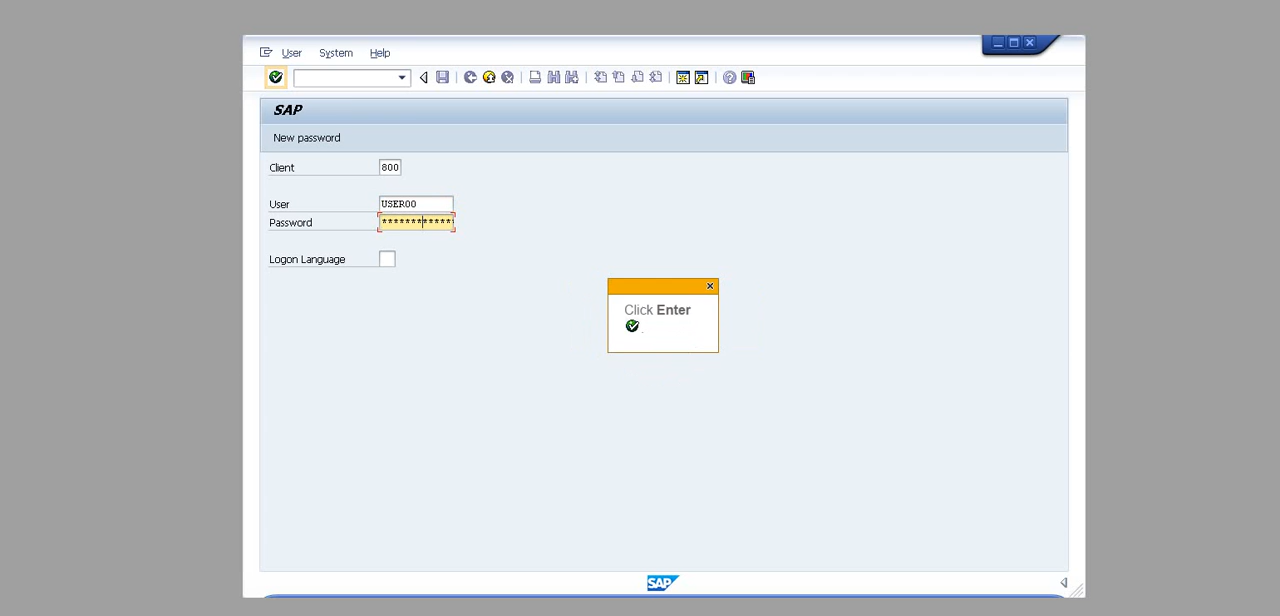 User System Help
SAP
New password
Client 800
User USER00
Password *************
Logon Language
Click Enter
SAP